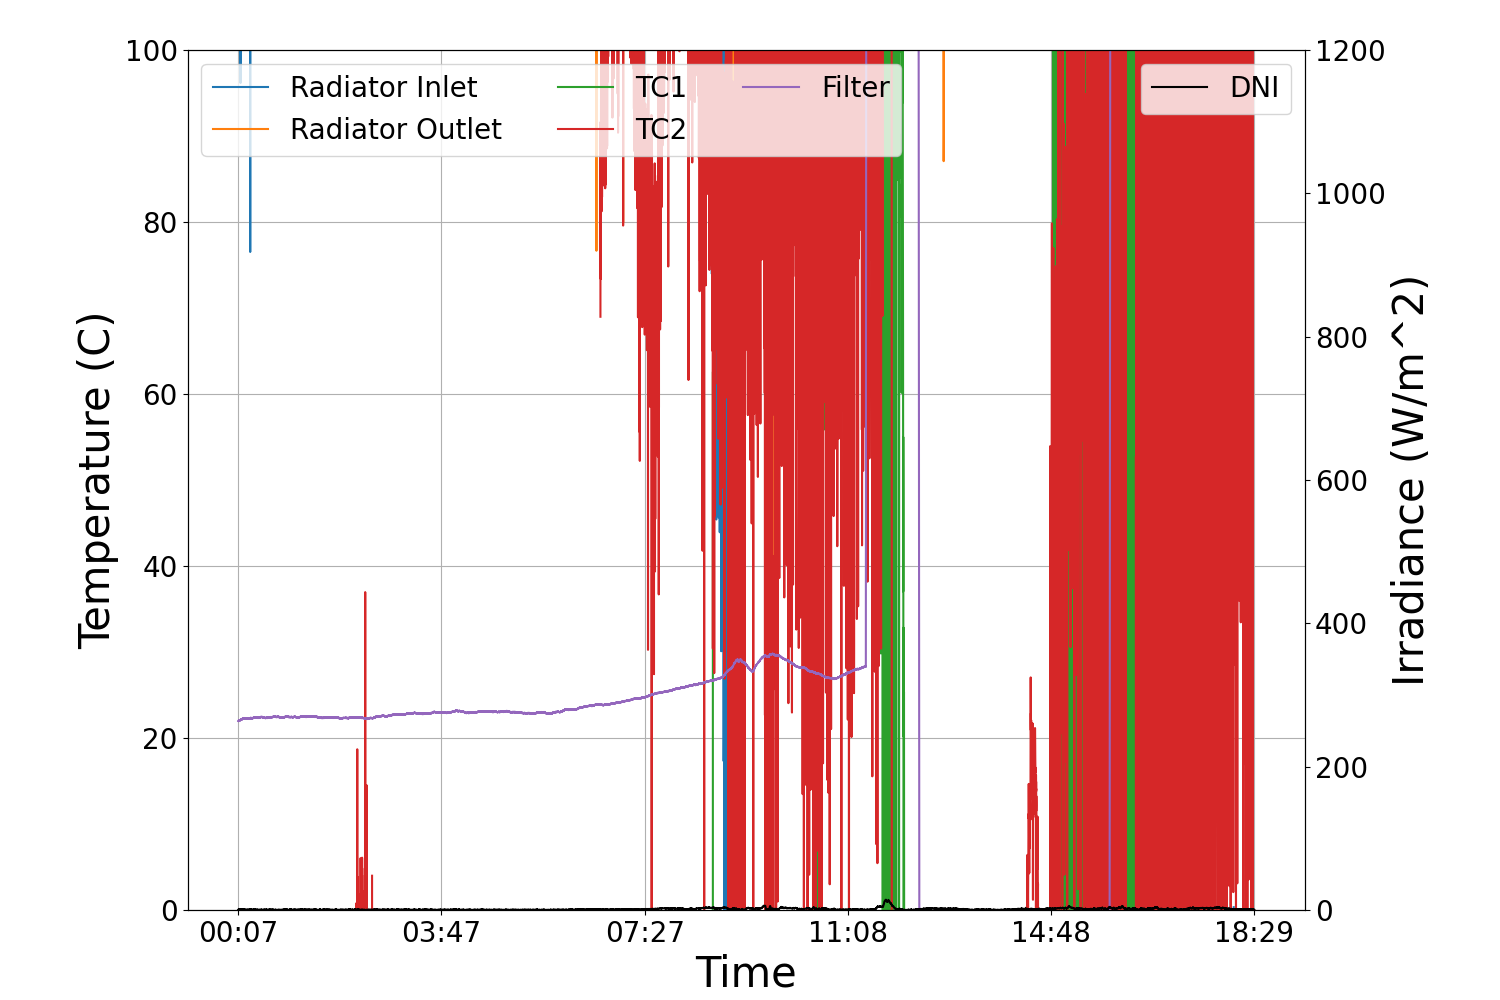 100
80
60
40
20
0
Temperature (C)
Radiator Inlet
Radiator Outlet
TC1
TC2
Filter
DNI
1200
1000
800
600
400
200
0
Irradiance (W/m^2)
00:07
03:47
07:27
11:08
14:48
18:29
Time